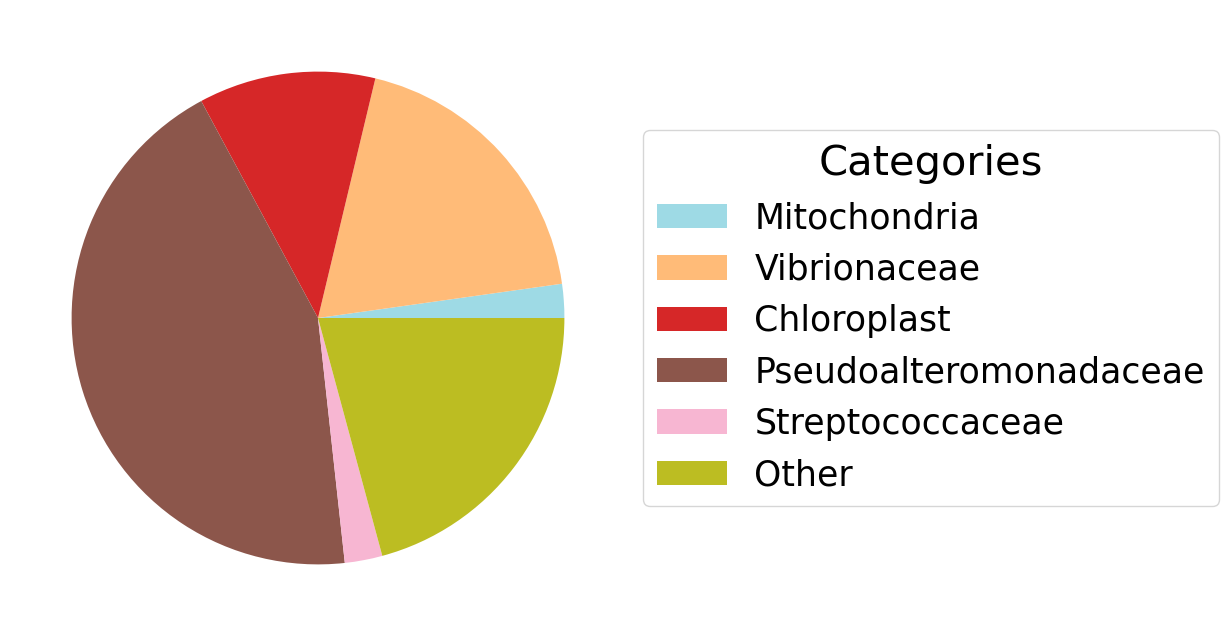 Categories
Mitochondria
Vibrionaceae
Chloroplast
Pseudoalteromonadaceae
Streptococcaceae
Other